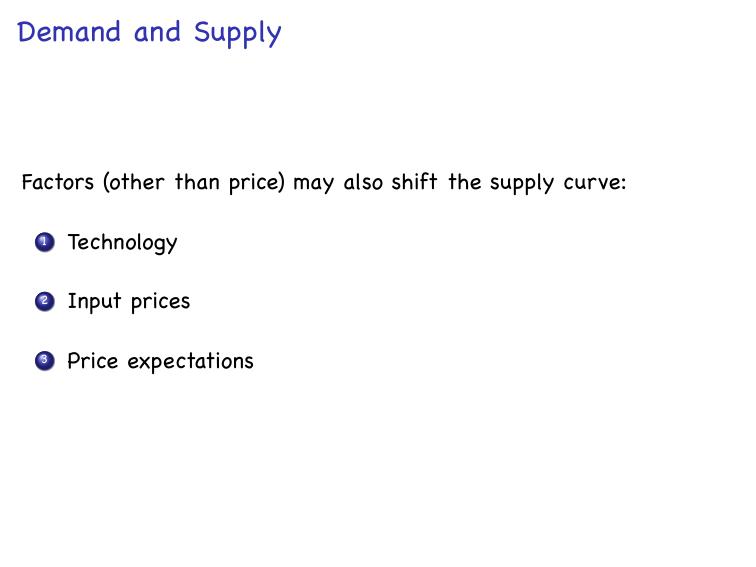 Demand and Supply
Factors (other than price) may also shift the supply curve:
1 Technology
2 Input prices
3 Price expectations